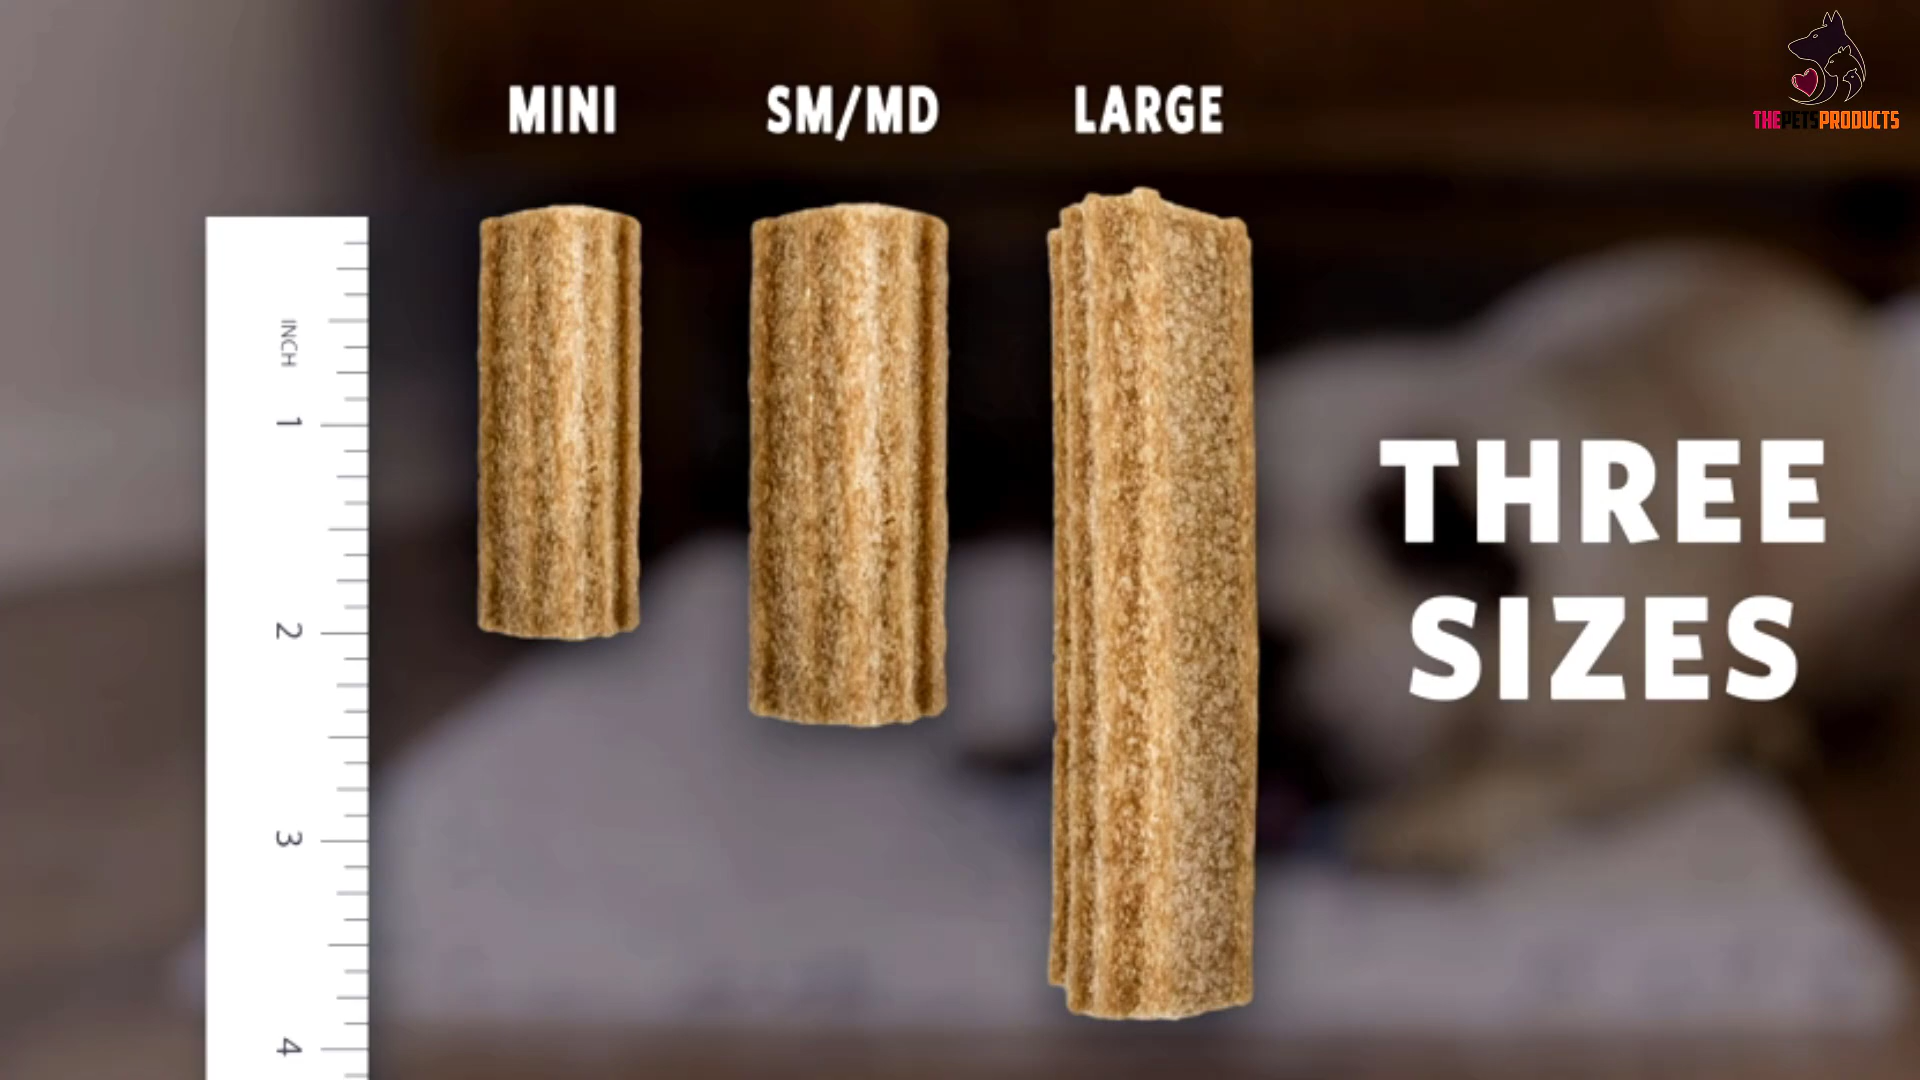 MINI SM/MD LARGE
THEPETSPRODUCTS
INCH
1
2
3
4
THREE
SIZES